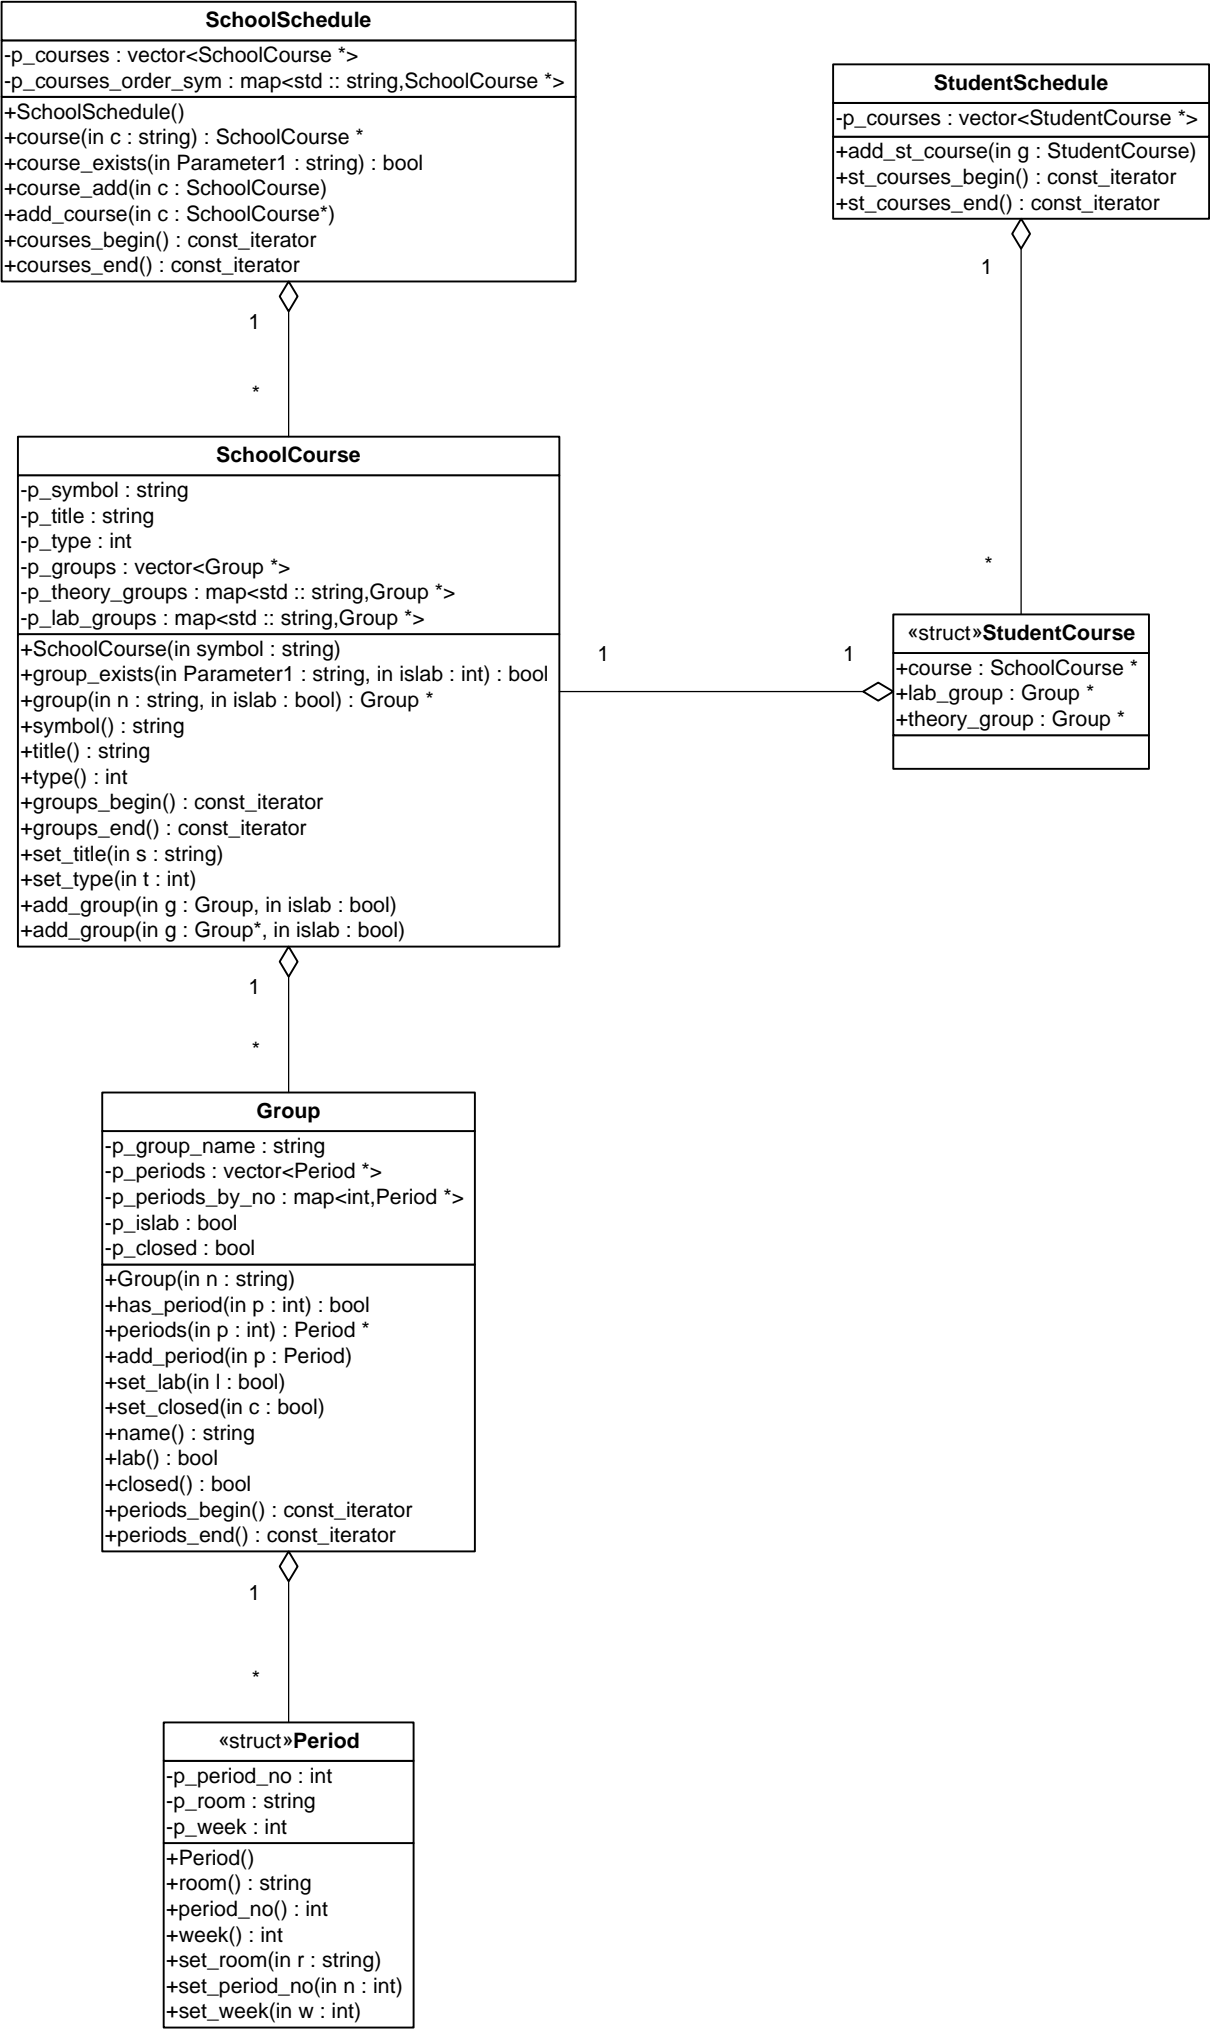 SchoolSchedule
-p_courses : vector<SchoolCourse *>
-p_courses_order_sym : map<std :: string,SchoolCourse *>
+SchoolSchedule()
+course(in c : string) : SchoolCourse *
+course_exists(in Parameter1 : string) : bool
+course_add(in c : SchoolCourse)
+add_course(in c : SchoolCourse*)
+courses_begin() : const_iterator
+courses_end() : const_iterator
1
*
StudentSchedule
-p_courses : vector<StudentCourse *>
+add_st_course(in g : StudentCourse)
+st_courses_begin() : const_iterator
+st_courses_end() : const_iterator
1
*
SchoolCourse
-p_symbol : string
-p_title : string
-p_type : int
-p_groups : vector<Group *>
-p_theory_groups : map<std :: string,Group *>
-p_lab_groups : map<std :: string,Group *>
+SchoolCourse(in symbol : string)
+group_exists(in Parameter1 : string, in islab : int) : bool
+group(in n : string, in islab : bool) : Group *
+symbol() : string
+title() : string
+type() : int
+groups_begin() : const_iterator
+groups_end() : const_iterator
+set_title(in s : string)
+set_type(in t : int)
+add_group(in g : Group, in islab : bool)
+add_group(in g : Group*, in islab : bool)
1
1
«struct»StudentCourse
+course : SchoolCourse *
+lab_group : Group *
+theory_group : Group *
1
*
Group
-p_group_name : string
-p_periods : vector<Period *>
-p_periods_by_no : map<int,Period *>
-p_islab : bool
-p_closed : bool
+Group(in n : string)
+has_period(in p : int) : bool
+periods(in p : int) : Period *
+add_period(in p : Period)
+set_lab(in l : bool)
+set_closed(in c : bool)
+name() : string
+lab() : bool
+closed() : bool
+periods_begin() : const_iterator
+periods_end() : const_iterator
1
*
«struct»Period
-p_period_no : int
-p_room : string
-p_week : int
+Period()
+room() : string
+period_no() : int
+week() : int
+set_room(in r : string)
+set_period_no(in n : int)
+set_week(in w : int)